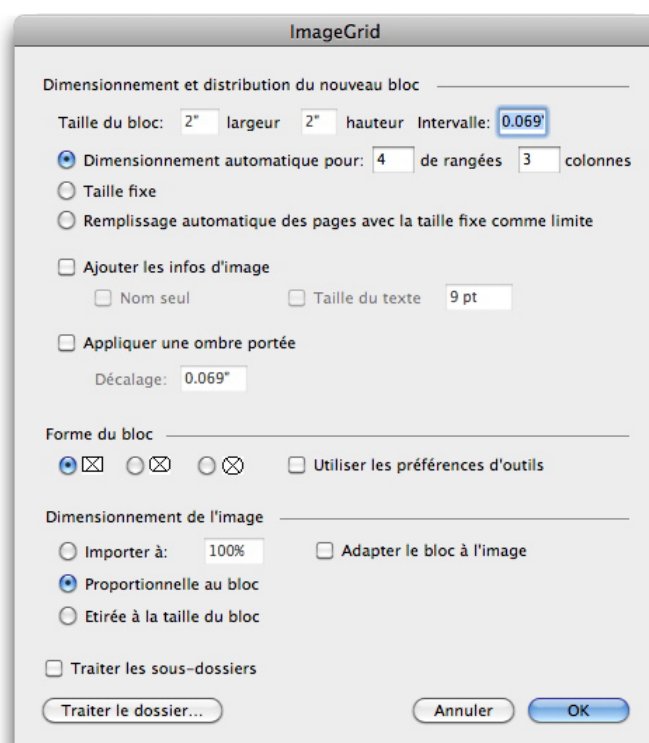 ImageGrid
Dimensionnement et distribution du nouveau bloc
Taille du bloc: 2" largeur 2" hauteur Intervalle: 0.069"
Dimensionnement automatique pour: 4 de rangées 3 colonnes
Taille fixe
Remplissage automatique des pages avec la taille fixe comme limite
Ajouter les infos d'image
Nom seul Taille du texte 9 pt
Appliquer une ombre portée
Décalage: 0.069"
Forme du bloc
Utiliser les préférences d'outils
Dimensionnement de l'image
Importer à: 100% Adapter le bloc à l'image
Proportionnelle au bloc
Etirée à la taille du bloc
Traiter les sous-dossiers
Traiter le dossier... Annuler OK